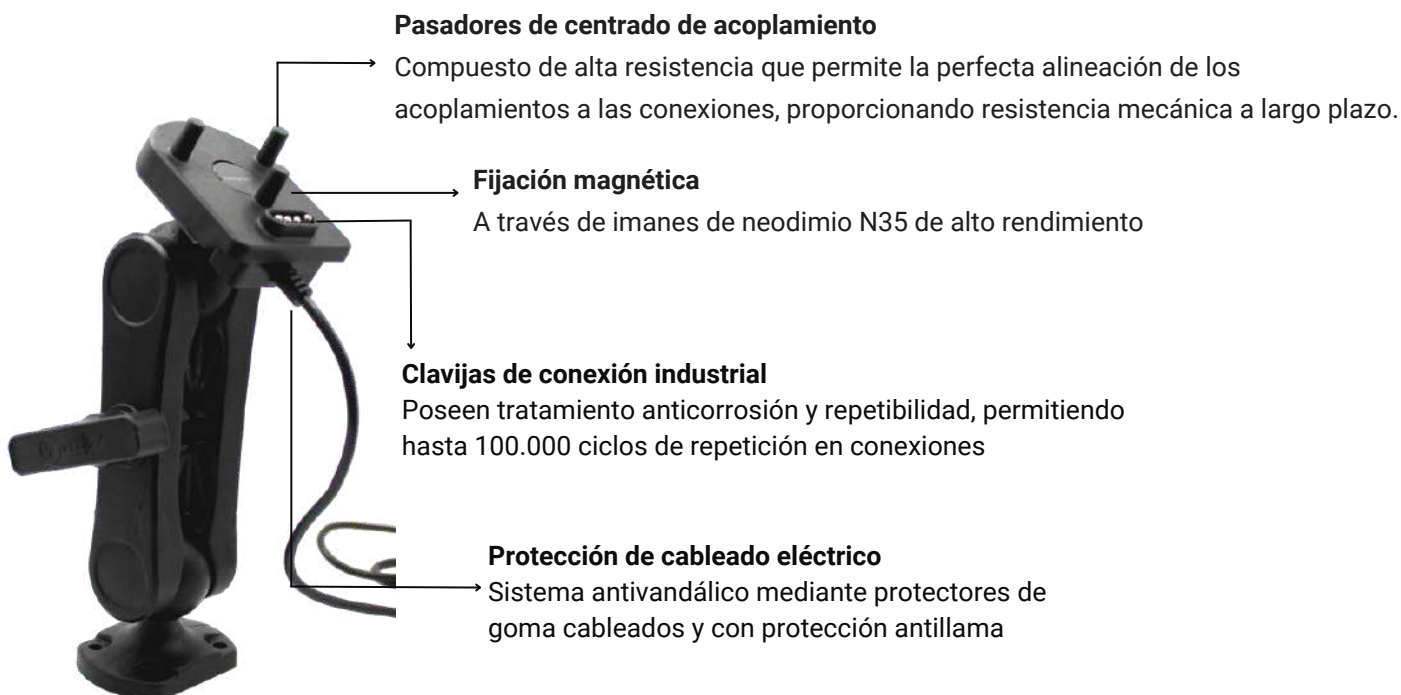 Pasadores de centrado de acoplamiento
Compuesto de alta resistencia que permite la perfecta alineación de los
acoplamientos a las conexiones, proporcionando resistencia mecánica a largo plazo.
Fijación magnética
A través de imanes de neodimio N35 de alto rendimiento
Clavijas de conexión industrial
Poseen tratamiento anticorrosión y repetibilidad, permitiendo
hasta 100.000 ciclos de repetición en conexiones
Protección de cableado eléctrico
Sistema antivandálico mediante protectores de
goma cableados y con protección antillama